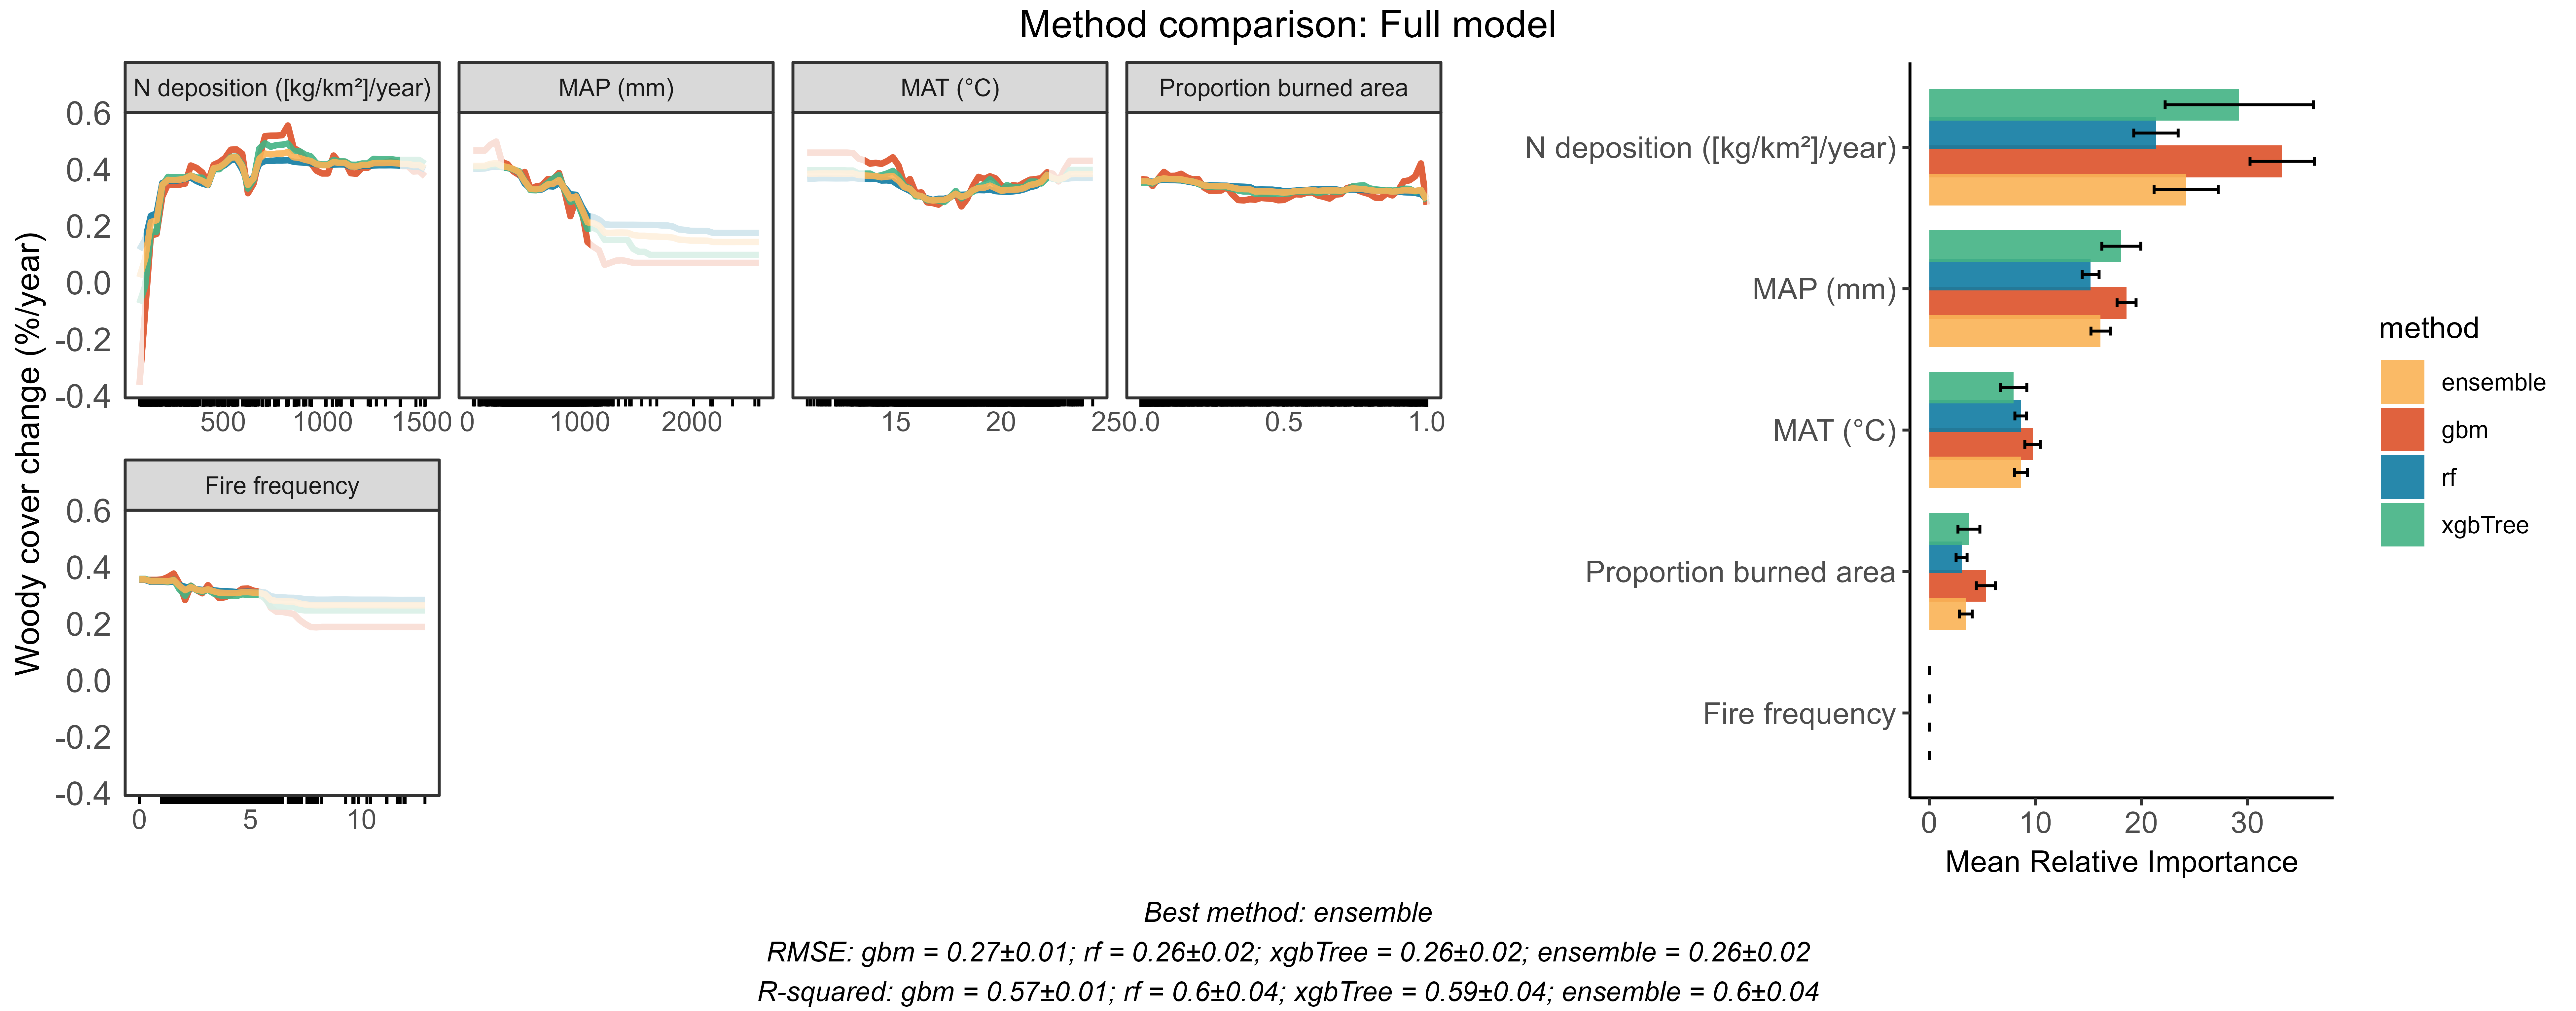 Method comparison: Full model
N deposition ([kg/km²]/year)
MAP (mm)
MAT (°C)
Proportion burned area
Woody cover change (%/year)
0.6
0.4
0.2
0.0
-0.2
-0.4
500 1000 1500
0 1000 2000
15 20 25
0.0 0.5 1.0
Fire frequency
0.6
0.4
0.2
0.0
-0.2
-0.4
0 5 10
N deposition ([kg/km²]/year)
MAP (mm)
MAT (°C)
Proportion burned area
Fire frequency
0 10 20 30
Mean Relative Importance
method
ensemble
gbm
rf
xgbTree
Best method: ensemble
RMSE: gbm = 0.27±0.01; rf = 0.26±0.02; xgbTree = 0.26±0.02; ensemble = 0.26±0.02
R-squared: gbm = 0.57±0.01; rf = 0.6±0.04; xgbTree = 0.59±0.04; ensemble = 0.6±0.04